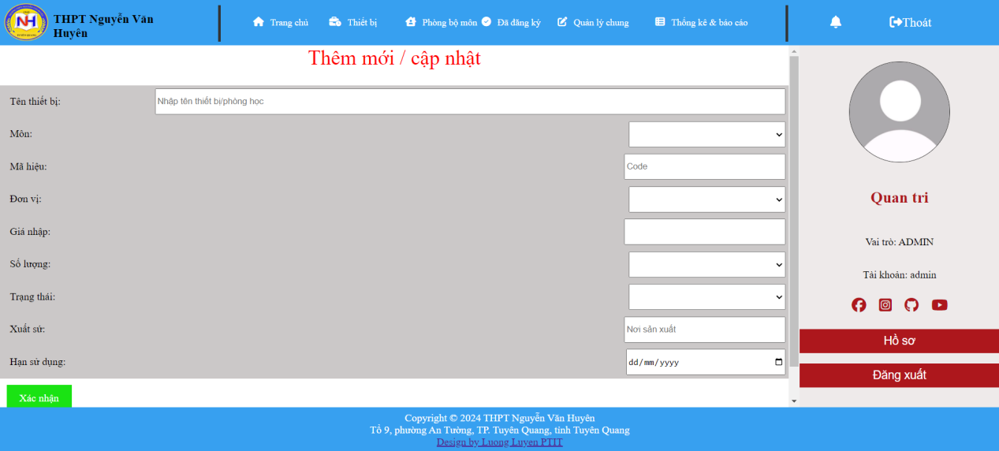 THPT Nguyễn Văn Huyên
Trang chủ
Thiết bị
Phòng bộ môn
Đã đăng ký
Quản lý chung
Thống kê & báo cáo
Thoát
Thêm mới / cập nhật
Tên thiết bị:
Nhập tên thiết bị/phòng học
Môn:
Mã hiệu:
Code
Đơn vị:
Giá nhập:
Số lượng:
Trạng thái:
Xuất sứ:
Nơi sản xuất
Hạn sử dụng:
dd/mm/yyyy
Xác nhận
Quan tri
Vai trò: ADMIN
Tài khoản: admin
Hồ sơ
Đăng xuất
Copyright © 2024 THPT Nguyễn Văn Huyên
Tổ 9, phường An Tường, TP. Tuyên Quang, tỉnh Tuyên Quang
Design by Luong Luyen PTIT